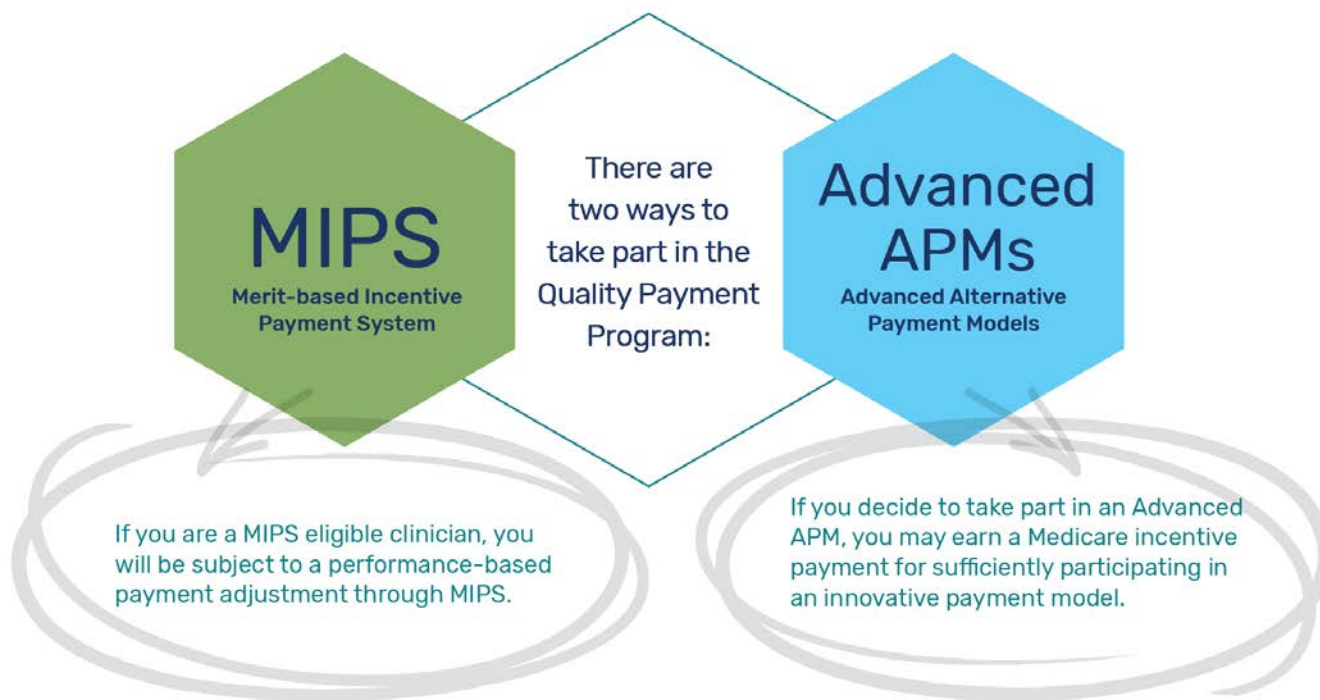 MIPS
Merit-based Incentive
Payment System
There are
two ways to
take part in the
Quality Payment
Program:
Advanced
APMs
Advanced Alternative
Payment Models
If you are a MIPS eligible clinician, you
will be subject to a performance-based
payment adjustment through MIPS.
If you decide to take part in an Advanced
APM, you may earn a Medicare incentive
payment for sufficiently participating in
an innovative payment model.